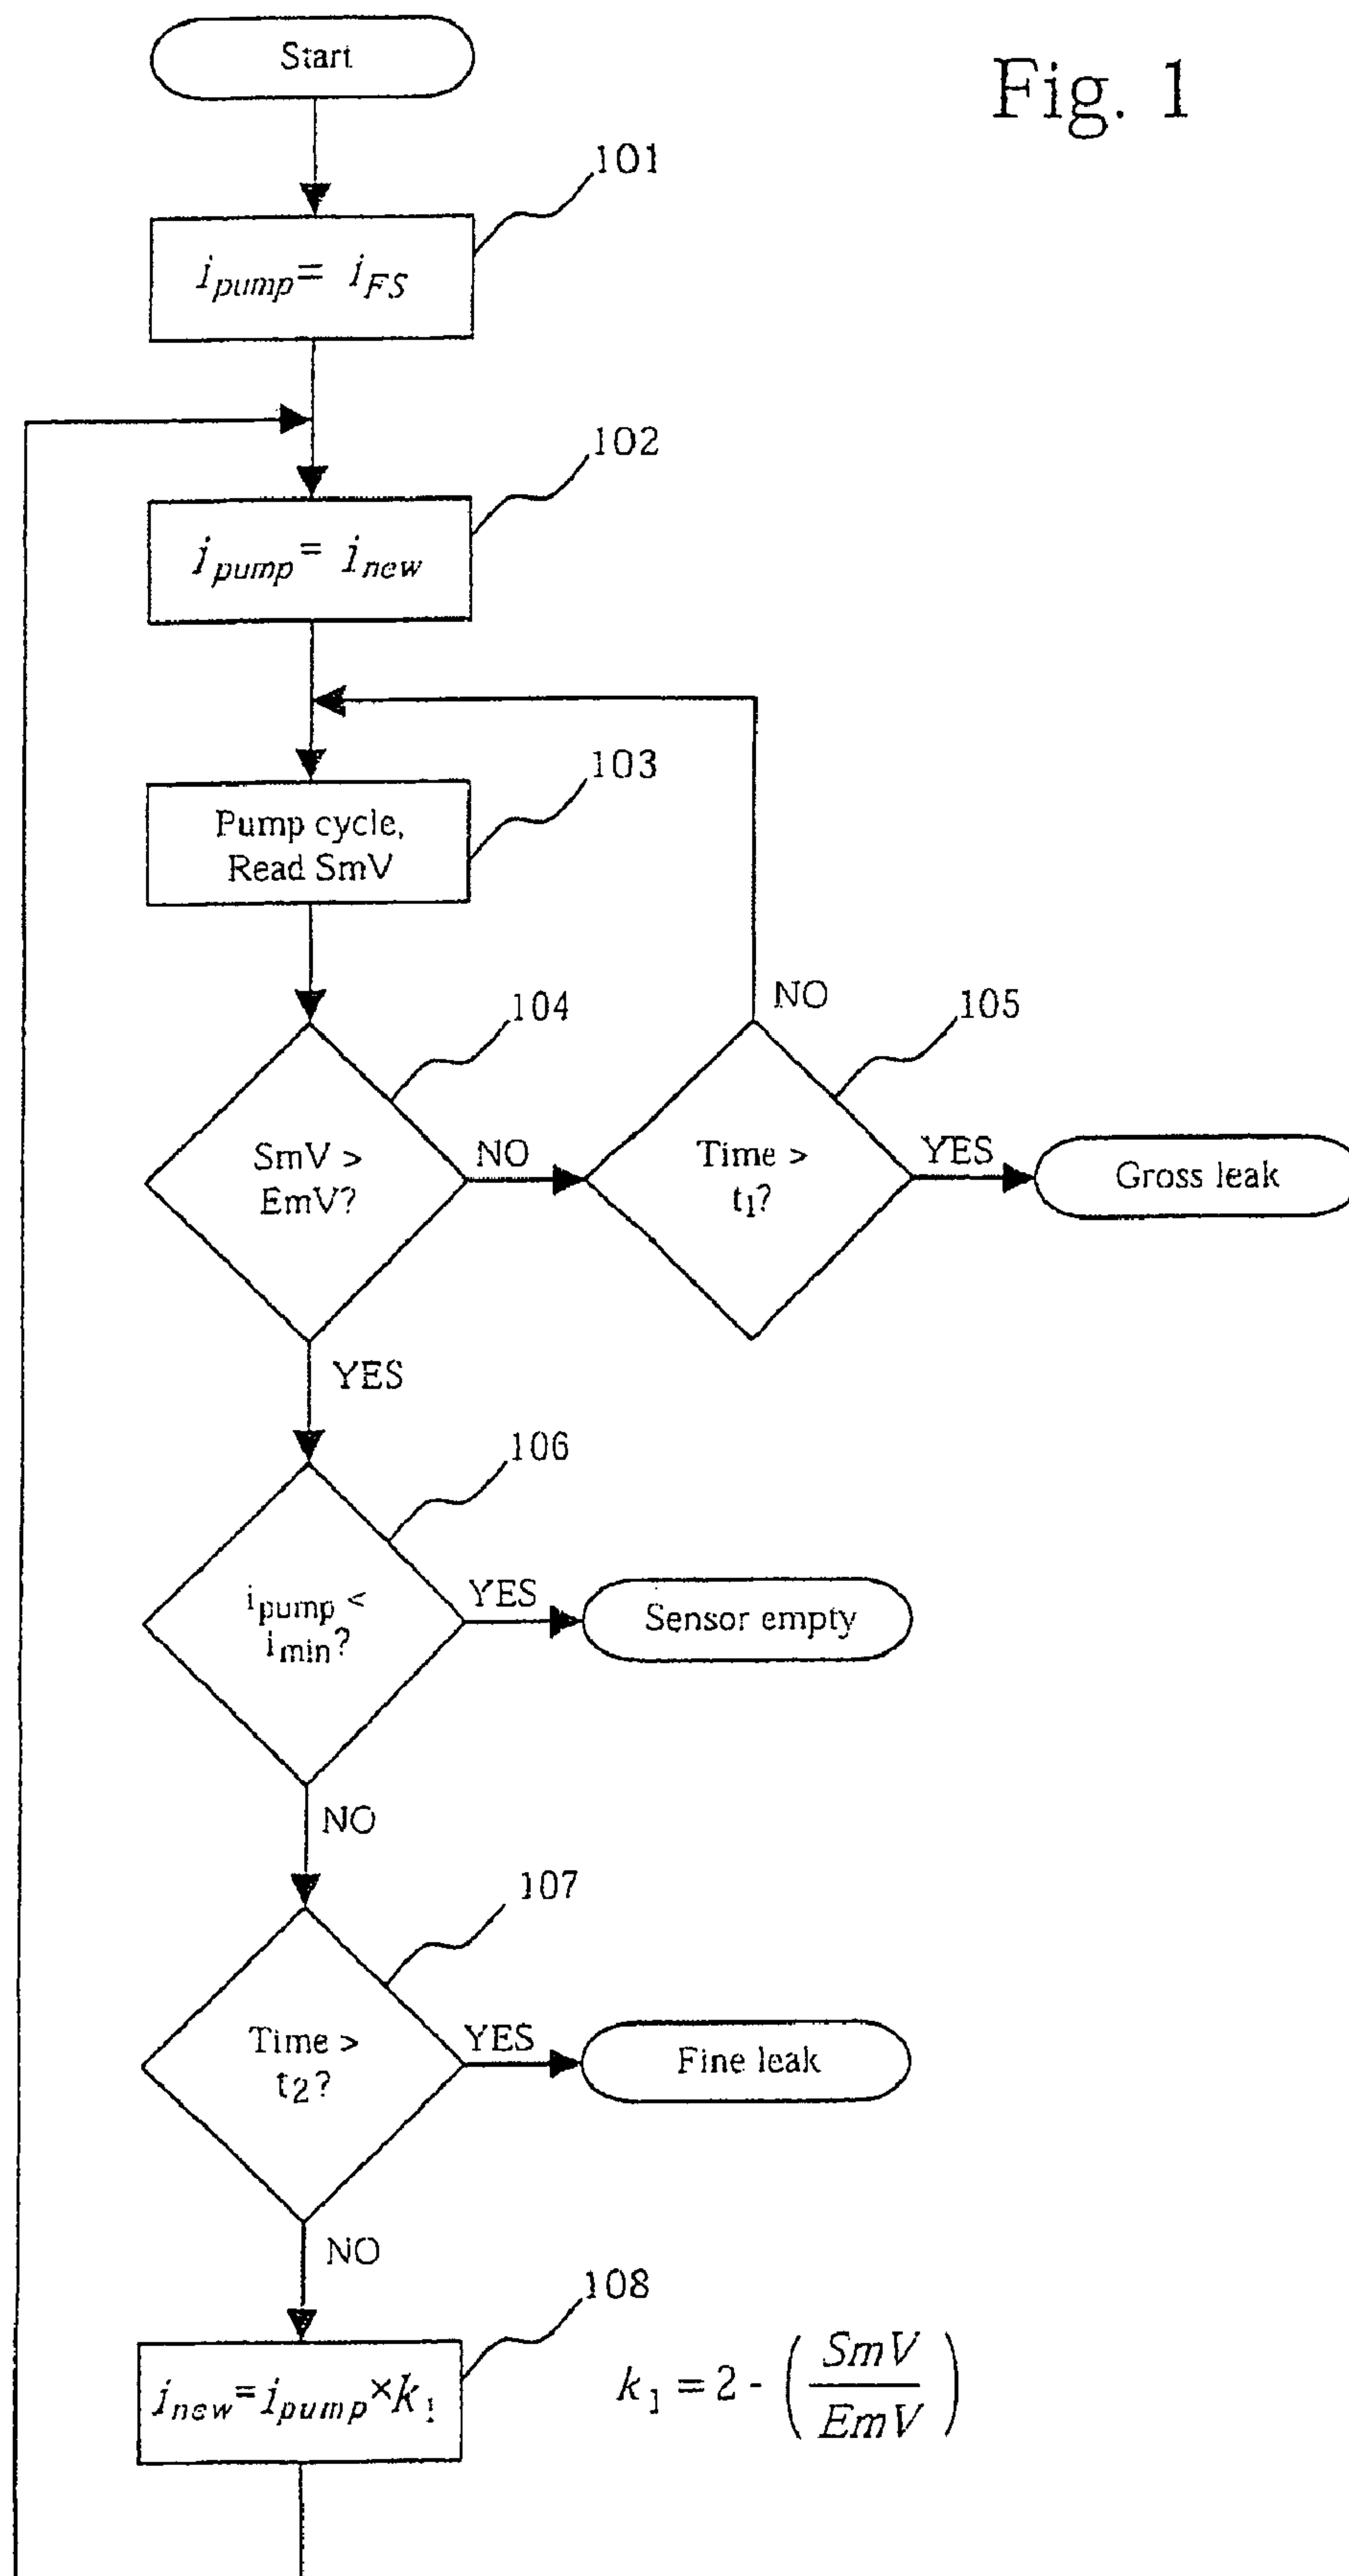 Fig. 1
Start
101
i_pump = i_FS
102
i_pump = i_new
103
Pump cycle,
Read SmV
104
SmV >
EmV?
NO
105
Time >
t1?
NO
YES
Gross leak
YES
106
i_pump <
i_min?
YES
Sensor empty
NO
107
Time >
t2?
YES
Fine leak
NO
108
i_new = i_pump × k1
k1 = 2 - (SmV / EmV)